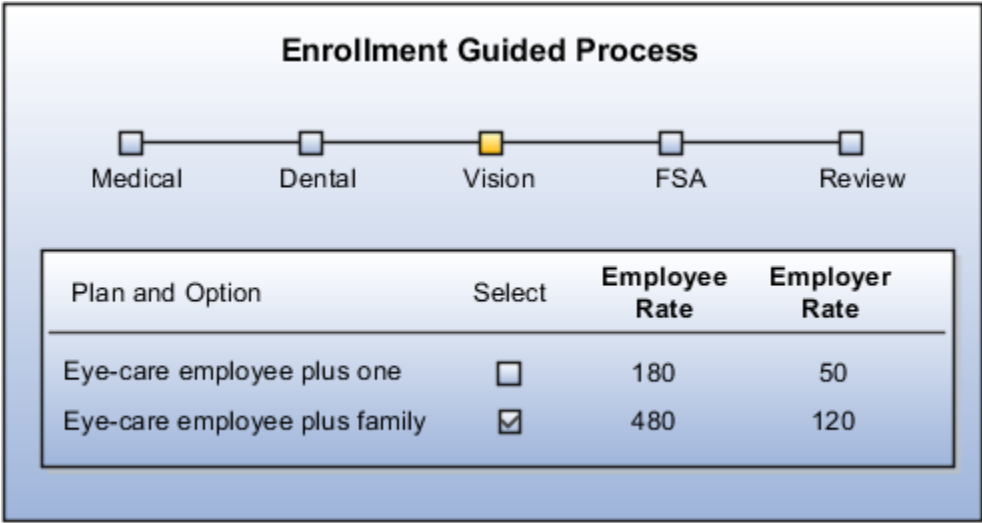 Enrollment Guided Process
Medical Dental Vision FSA Review
Plan and Option Select Employee Rate Employer Rate
Eye-care employee plus one 180 50
Eye-care employee plus family 480 120